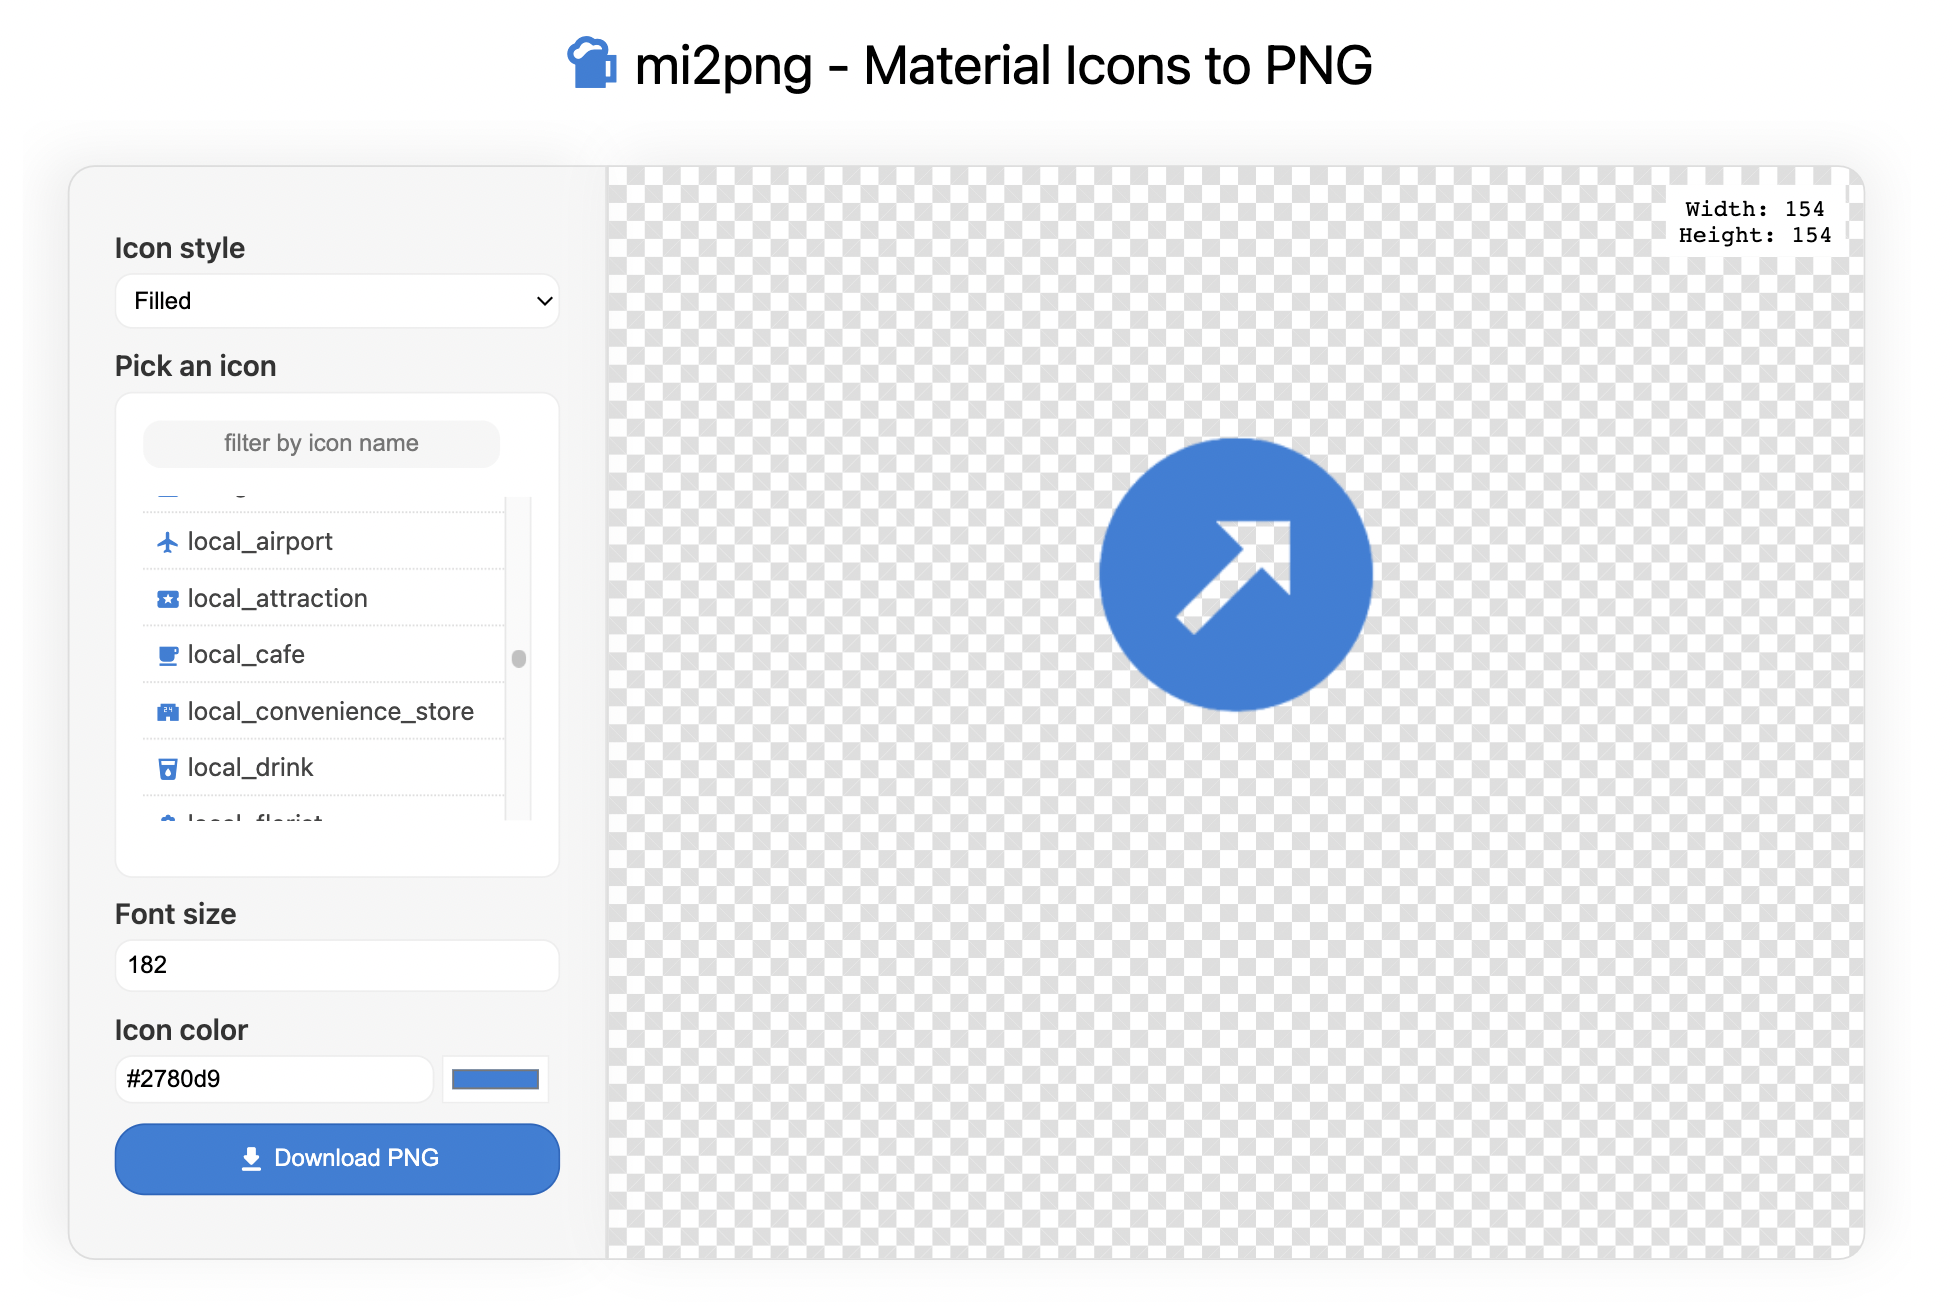 mi2png - Material Icons to PNG
Width: 154
Height: 154
Icon style
Filled
Pick an icon
filter by icon name
local_airport
local_attraction
local_cafe
local_convenience_store
local_drink
local_florist
Font size
182
Icon color
#2780d9
Download PNG